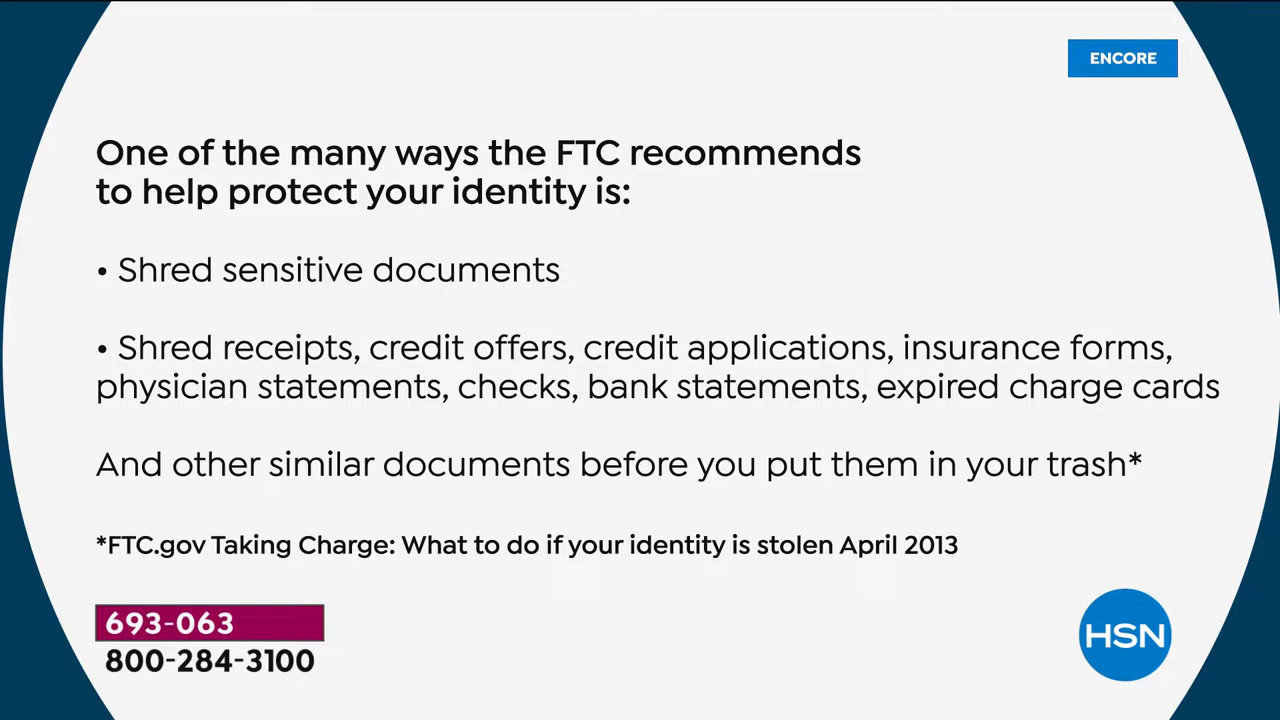 ENCORE
One of the many ways the FTC recommends
to help protect your identity is:
• Shred sensitive documents
• Shred receipts, credit offers, credit applications, insurance forms,
physician statements, checks, bank statements, expired charge cards
And other similar documents before you put them in your trash*
*FTC.gov Taking Charge: What to do if your identity is stolen April 2013
693-063
800-284-3100
HSN